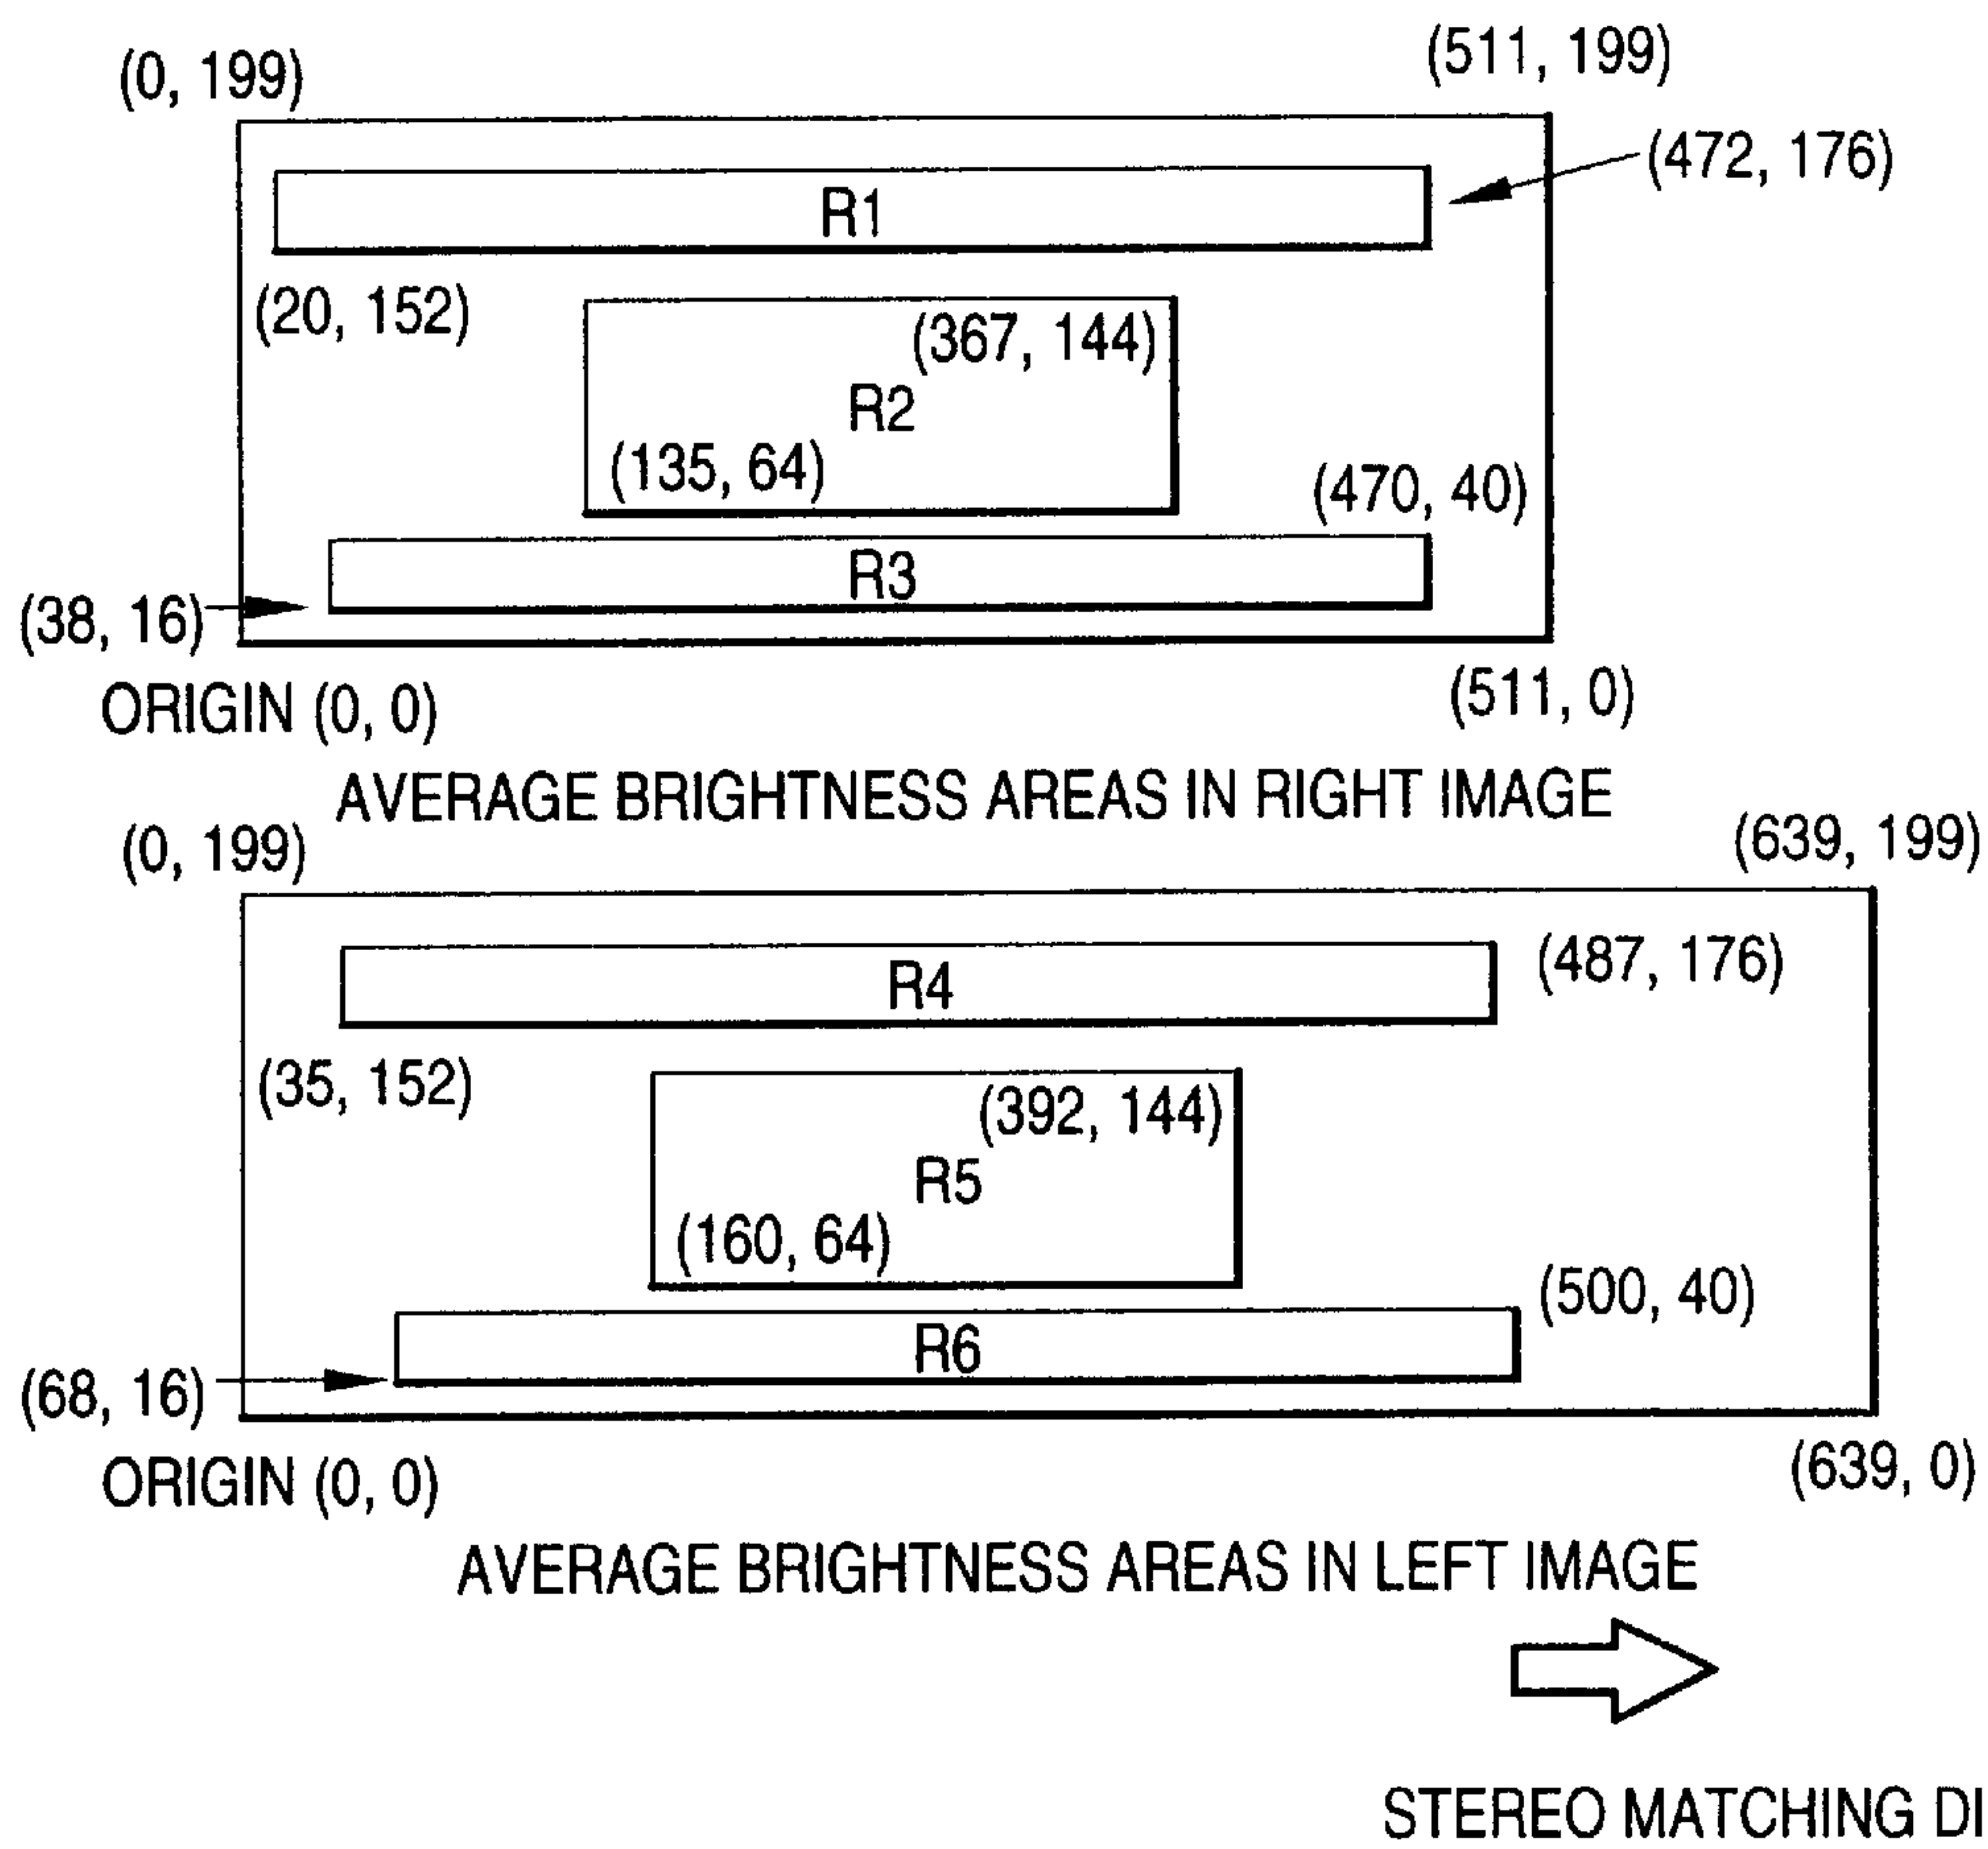 (0, 199)
(511, 199)
(472, 176)
R1
(20, 152)
(367, 144)
R2
(135, 64)
(470, 40)
R3
(38, 16)
ORIGIN (0, 0)
(511, 0)
AVERAGE BRIGHTNESS AREAS IN RIGHT IMAGE
(0, 199)
(639, 199)
R4
(487, 176)
(35, 152)
(392, 144)
R5
(160, 64)
(500, 40)
R6
(68, 16)
ORIGIN (0, 0)
(639, 0)
AVERAGE BRIGHTNESS AREAS IN LEFT IMAGE
STEREO MATCHING DI